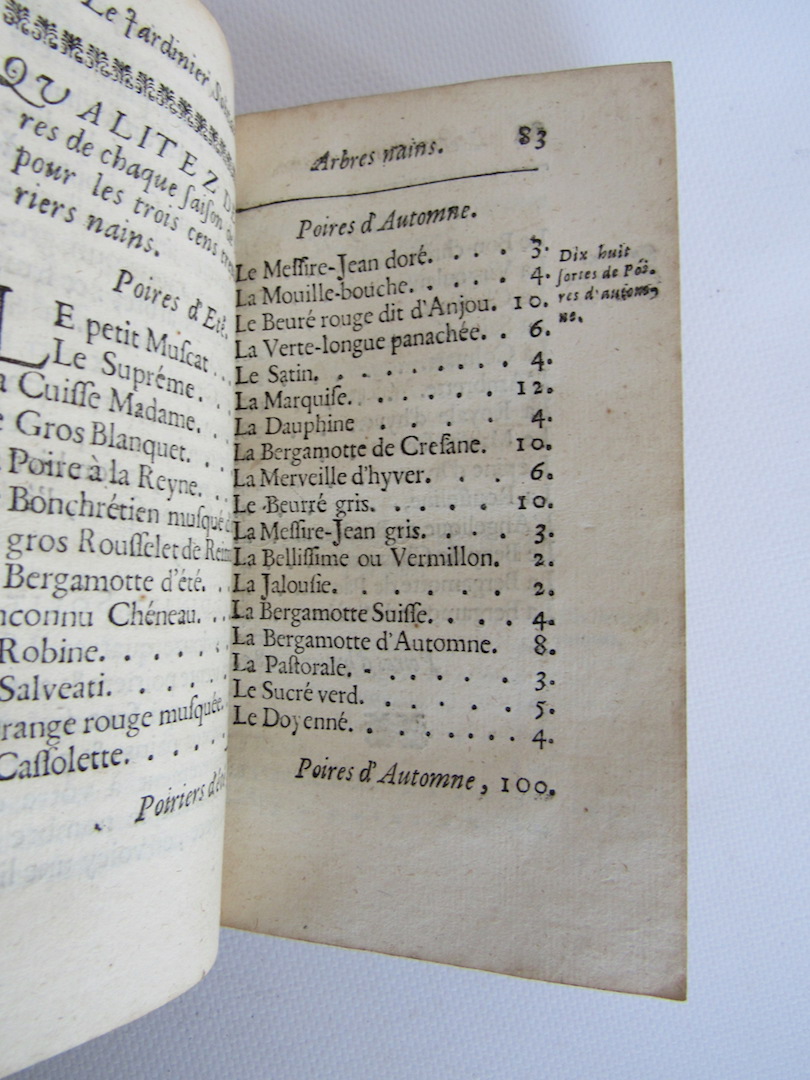 Le Jardinier
QUALITEZ
res de chaque ſaiſon
pour les trois cens
riers nains.
Poires d'Eté.
LE petit Muſcat.
Le Supréme.
Cuiſſe Madame.
Gros Blanquet.
Poire à la Reyne.
Bonchrétien muſqué
gros Rouſſelet de
Bergamotte d'été.
Chéneau.
Robine. . . . .
Salveati. . . . .
range rouge muſquée.
Caſſolette. . . . .
Poiriers
Arbres nains. 83
Poires d'Automne.
Le Meſſire-Jean doré. . . . 3.
La Mouille-bouche. . . . . 4.
Le Beuré rouge dit d'Anjou. 10.
La Verte-longue panachée. . 6.
Le Satin. . . . . . . . 4.
La Marquiſe. . . . . . 12.
La Dauphine . . . . 4.
La Bergamotte de Creſane. 10.
La Merveille d'hyver. . . . 6.
Le Beurré gris. . . . . . 10.
La Meſſire-Jean gris. . . . 3.
La Belliſſime ou Vermillon. 2.
La Jalouſie. . . . . . . 2.
La Bergamotte Suiſſe. . . . 4.
La Bergamotte d'Automne. 8.
La Paſtorale. . . . . . 3.
Le Sucré verd. . . . . . 5.
Le Doyenné. . . . . . . 4.
Poires d'Automne, 100.
Dix huit
ſortes de Poi-
res d'autom-
ne.